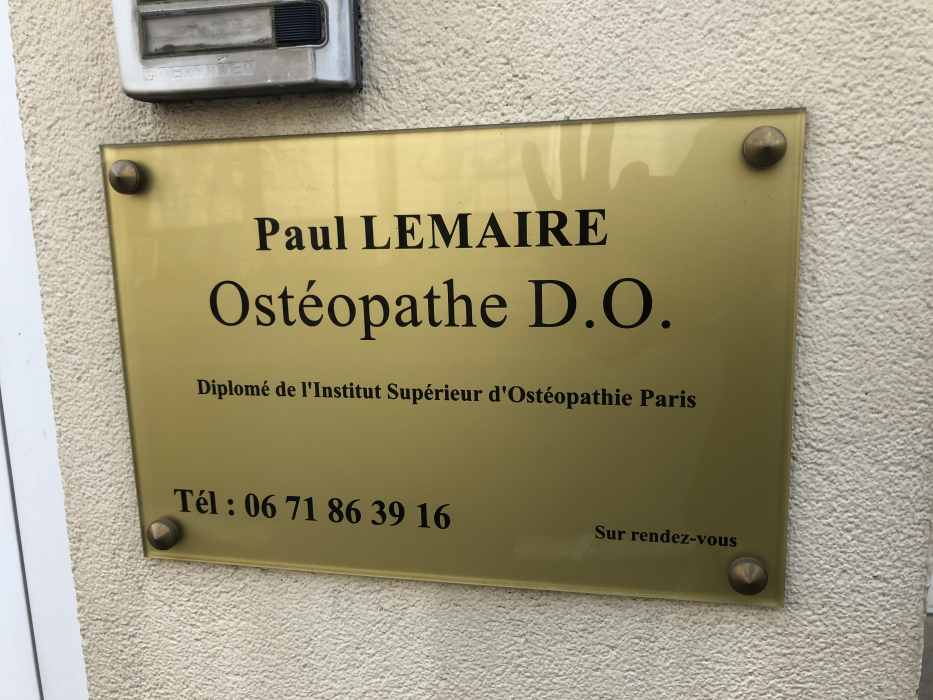 Paul LEMAIRE
Ostéopathe D.O.
Diplomé de l'Institut Supérieur d'Ostéopathie Paris
Tél : 06 71 86 39 16
Sur rendez-vous